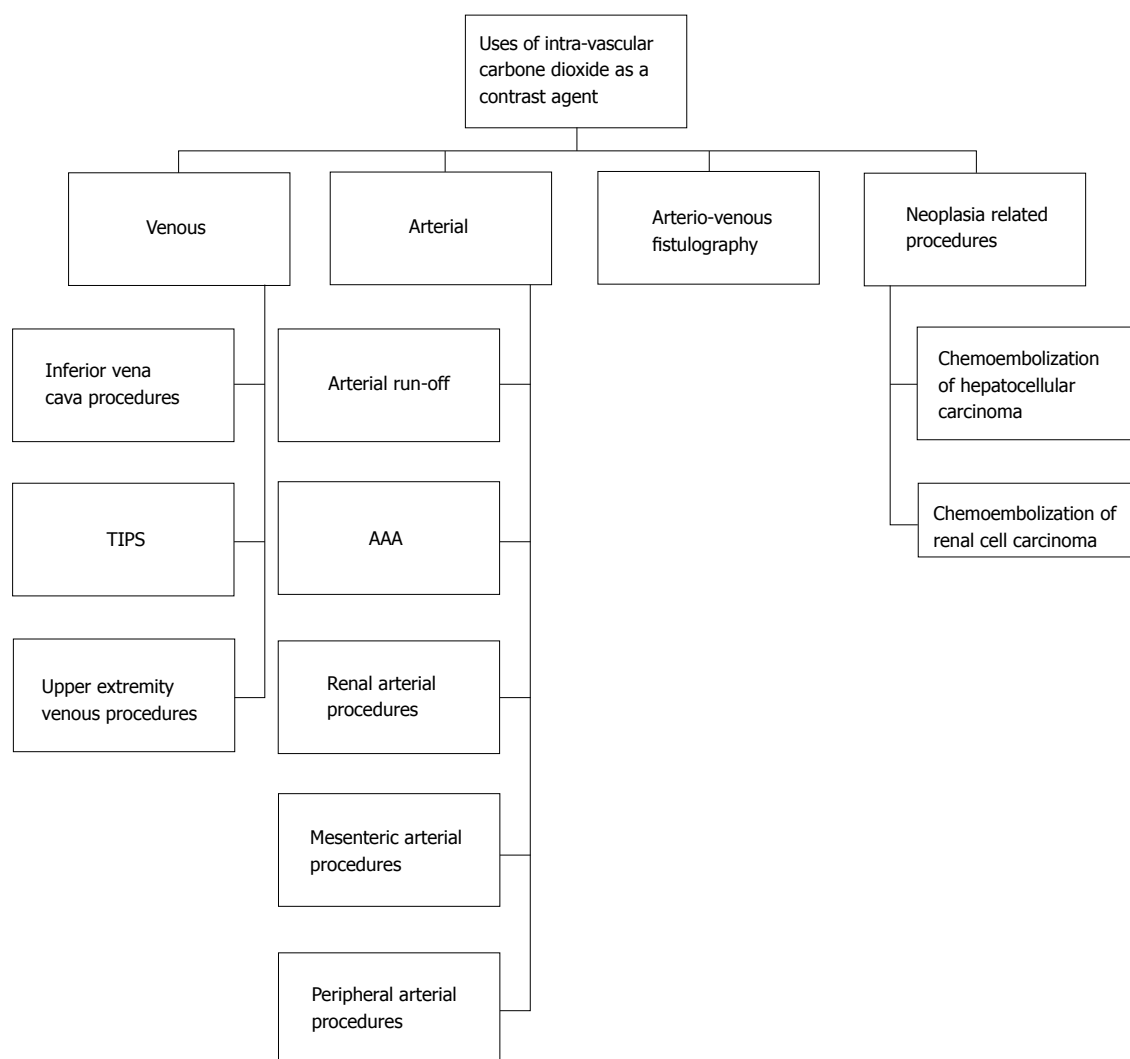 Uses of intra-vascular
carbone dioxide as a
contrast agent
Venous
Arterial
Arterio-venous
fistulography
Neoplasia related
procedures
Inferior vena
cava procedures
TIPS
Upper extremity
venous procedures
Arterial run-off
AAA
Renal arterial
procedures
Mesenteric arterial
procedures
Peripheral arterial
procedures
Chemoembolization
of hepatocellular
carcinoma
Chemoembolization of
renal cell carcinoma